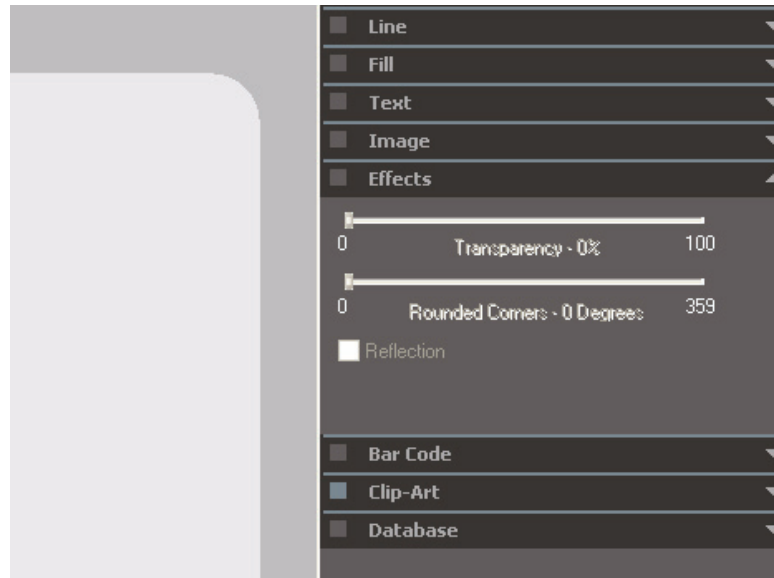 Line
Fill
Text
Image
Effects
0 Transparency - 0% 100
0 Rounded Corners - 0 Degrees 359
Reflection
Bar Code
Clip-Art
Database